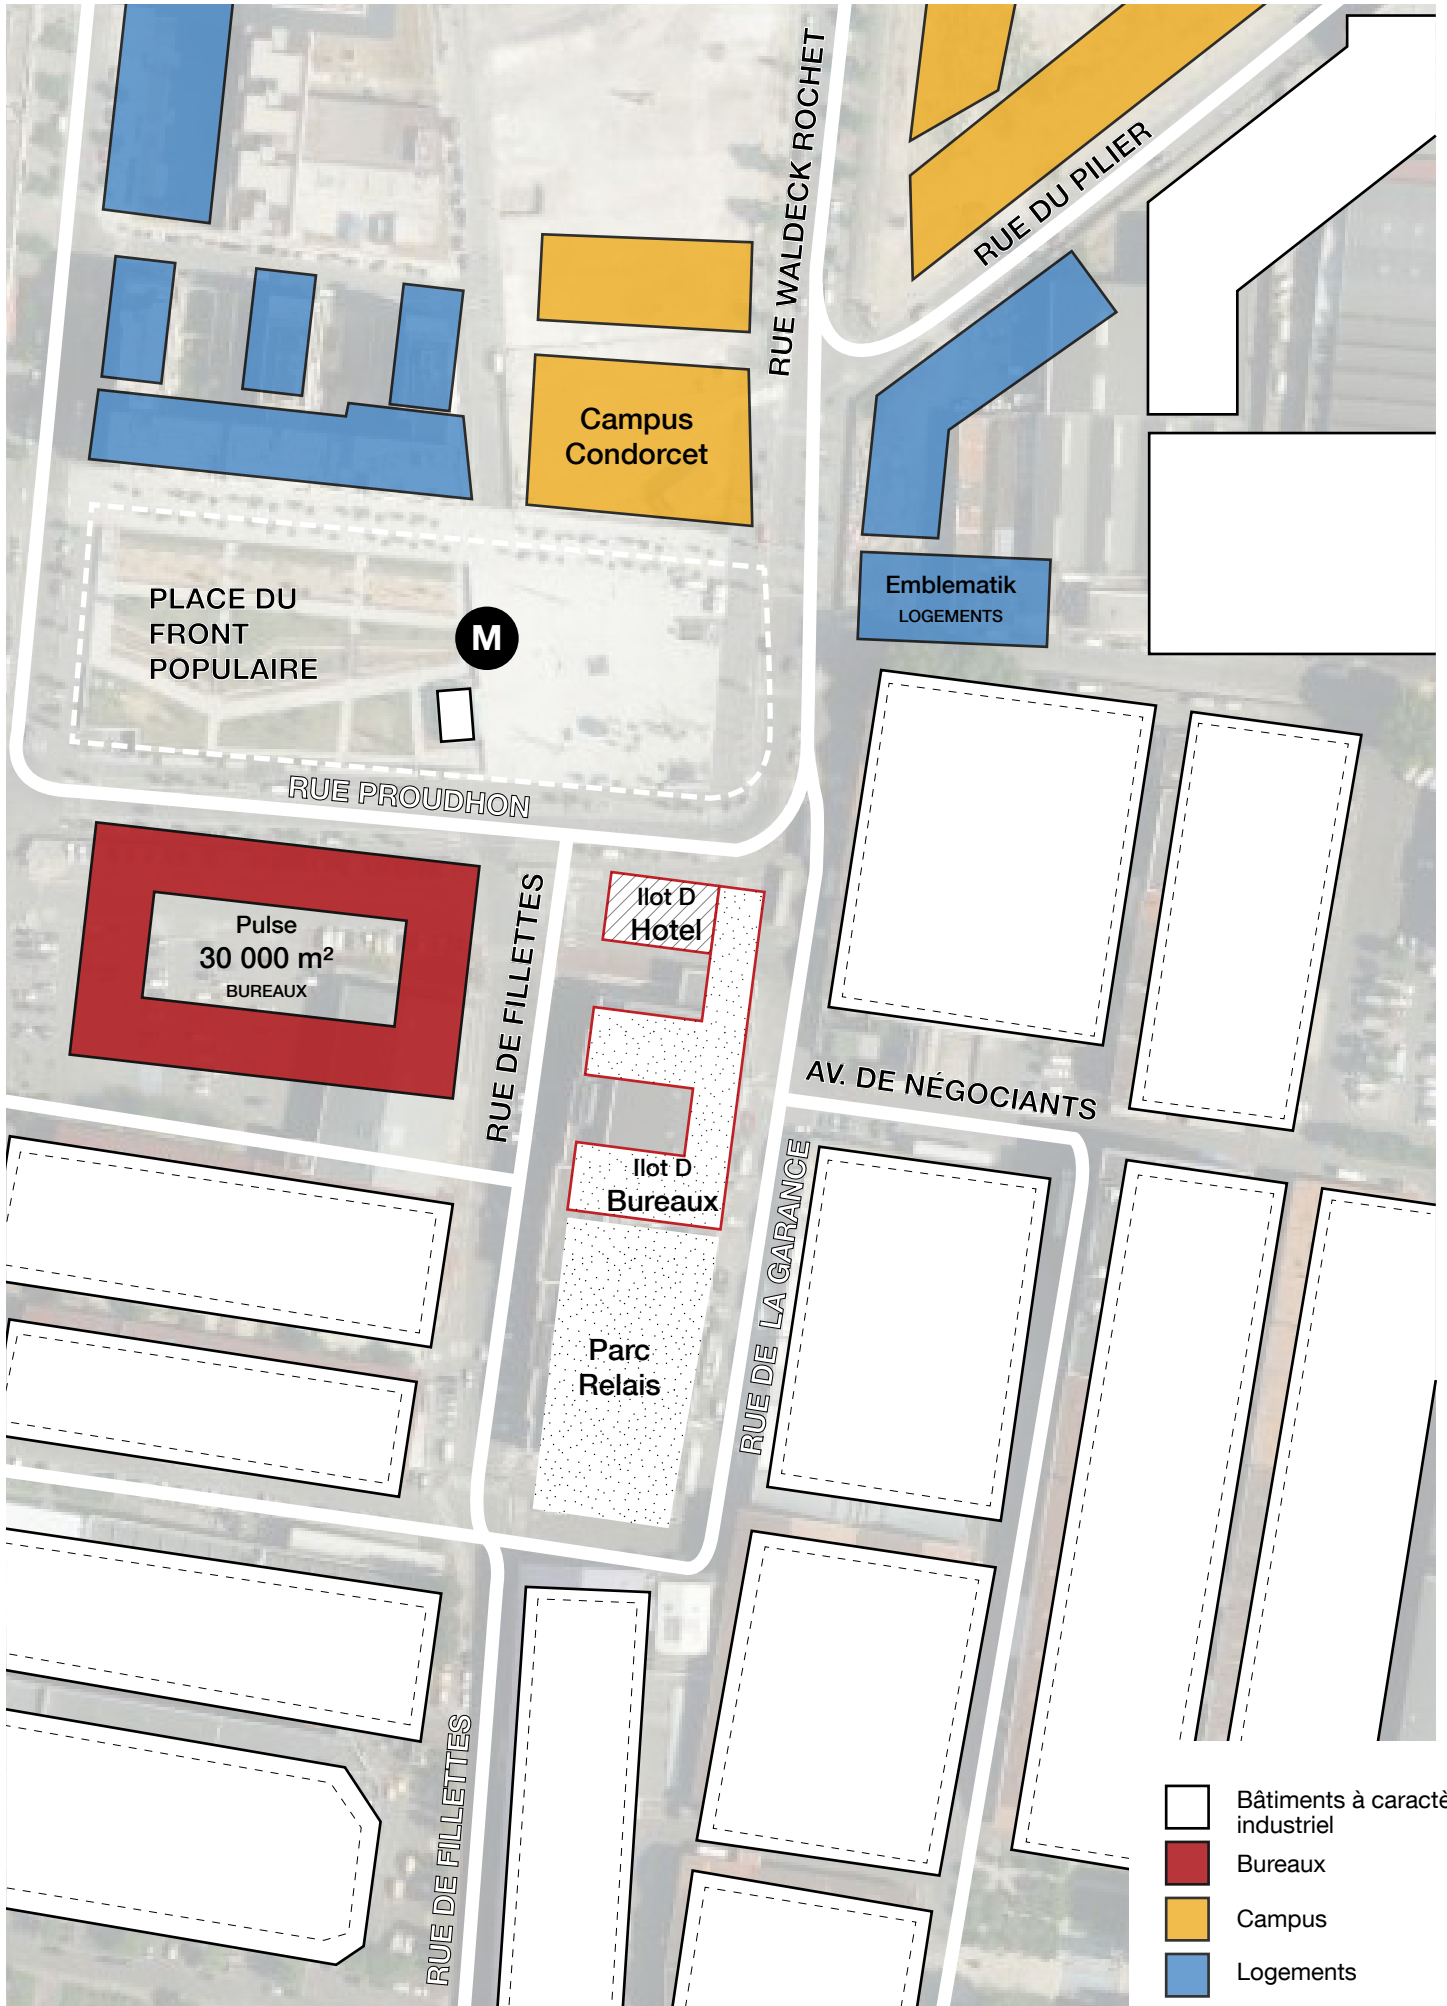 RUE WALDECK ROCHET
RUE DU PILIER
Campus
Condorcet
Emblematik
LOGEMENTS
PLACE DU
FRONT
POPULAIRE
M
RUE PROUDHON
Pulse
30 000 m²
BUREAUX
RUE DE FILLETTES
Ilot D
Hotel
AV. DE NÉGOCIANTS
Ilot D
Bureaux
RUE DE LA GARANCE
Parc
Relais
RUE DE FILLETTES
Bâtiments à caractè
industriel
Bureaux
Campus
Logements